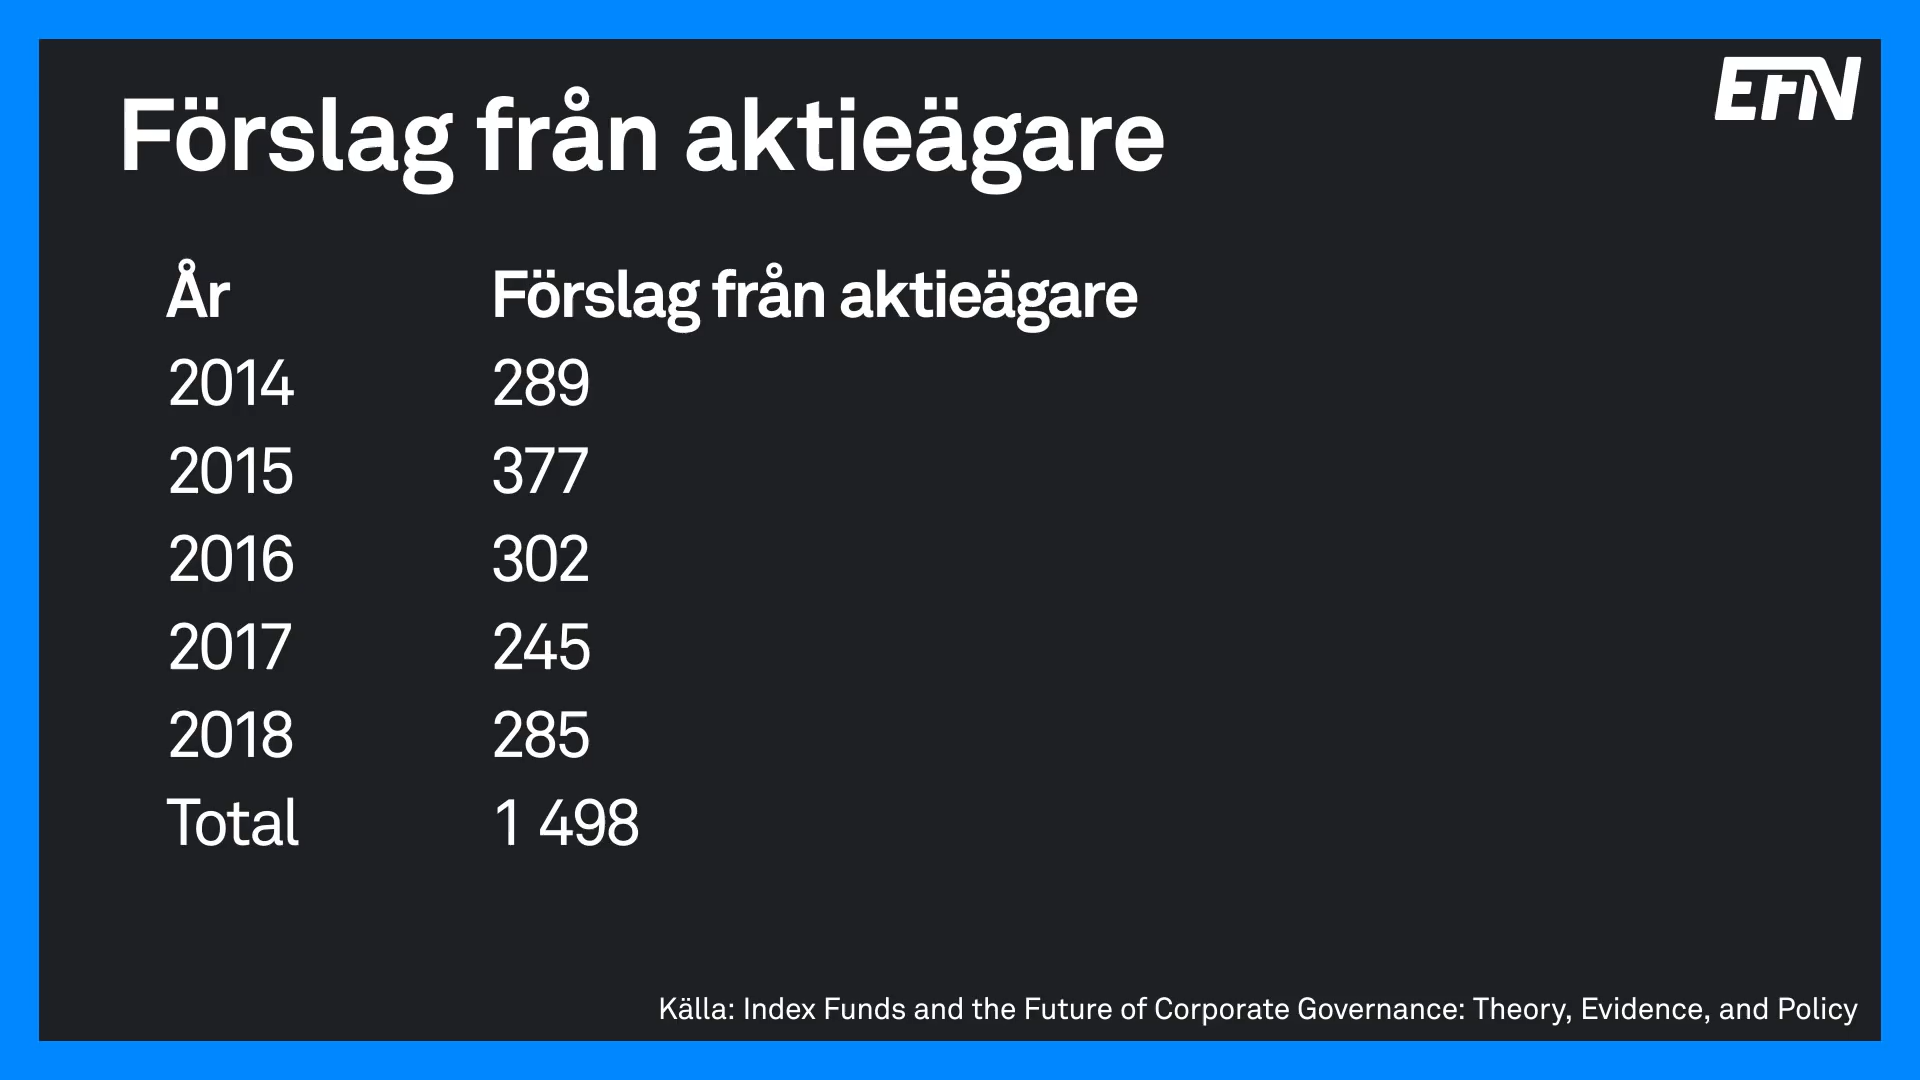 EFN
Förslag från aktieägare
År Förslag från aktieägare
2014 289
2015 377
2016 302
2017 245
2018 285
Total 1 498
Källa: Index Funds and the Future of Corporate Governance: Theory, Evidence, and Policy